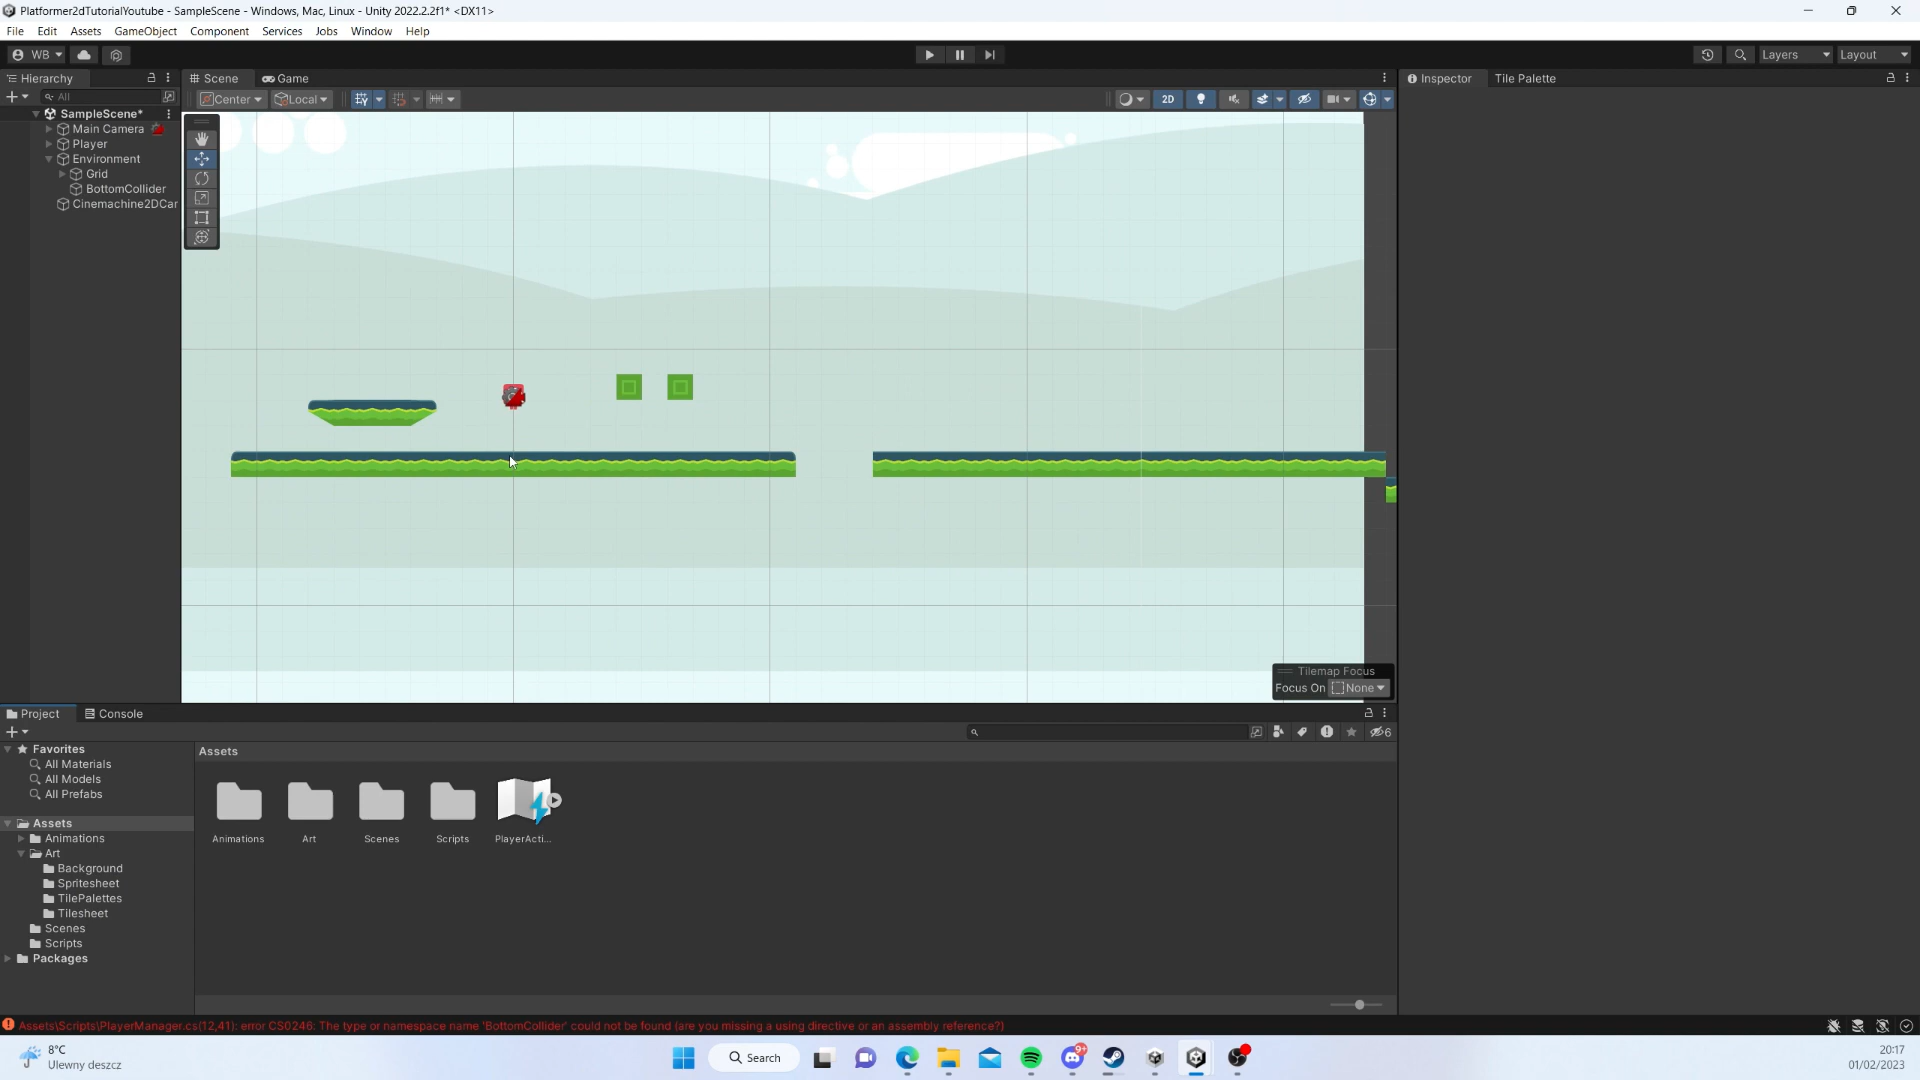 Platformer2dTutorialYoutube - SampleScene - Windows, Mac, Linux - Unity 2022.2.2f1* <DX11>
File Edit Assets GameObject Component Services Jobs Window Help
WB Layers Layout
Hierarchy Scene Game Inspector Tile Palette
All Center Local 2D
SampleScene*
Main Camera
Player
Environment
Grid
BottomCollider
Cinemachine2DCar
Tilemap Focus
Focus On None
Project Console
6
Favorites
All Materials
All Models
All Prefabs
Assets
Animations
Art
Background
Spritesheet
TilePalettes
Tilesheet
Scenes
Scripts
Packages
Assets
Animations Art Scenes Scripts PlayerActi...
Assets\Scripts\PlayerManager.cs(12,41): error CS0246: The type or namespace name 'BottomCollider' could not be found (are you missing a using directive or an assembly reference?)
8°C
Ulewny deszcz
Search
9+
20:17
01/02/2023